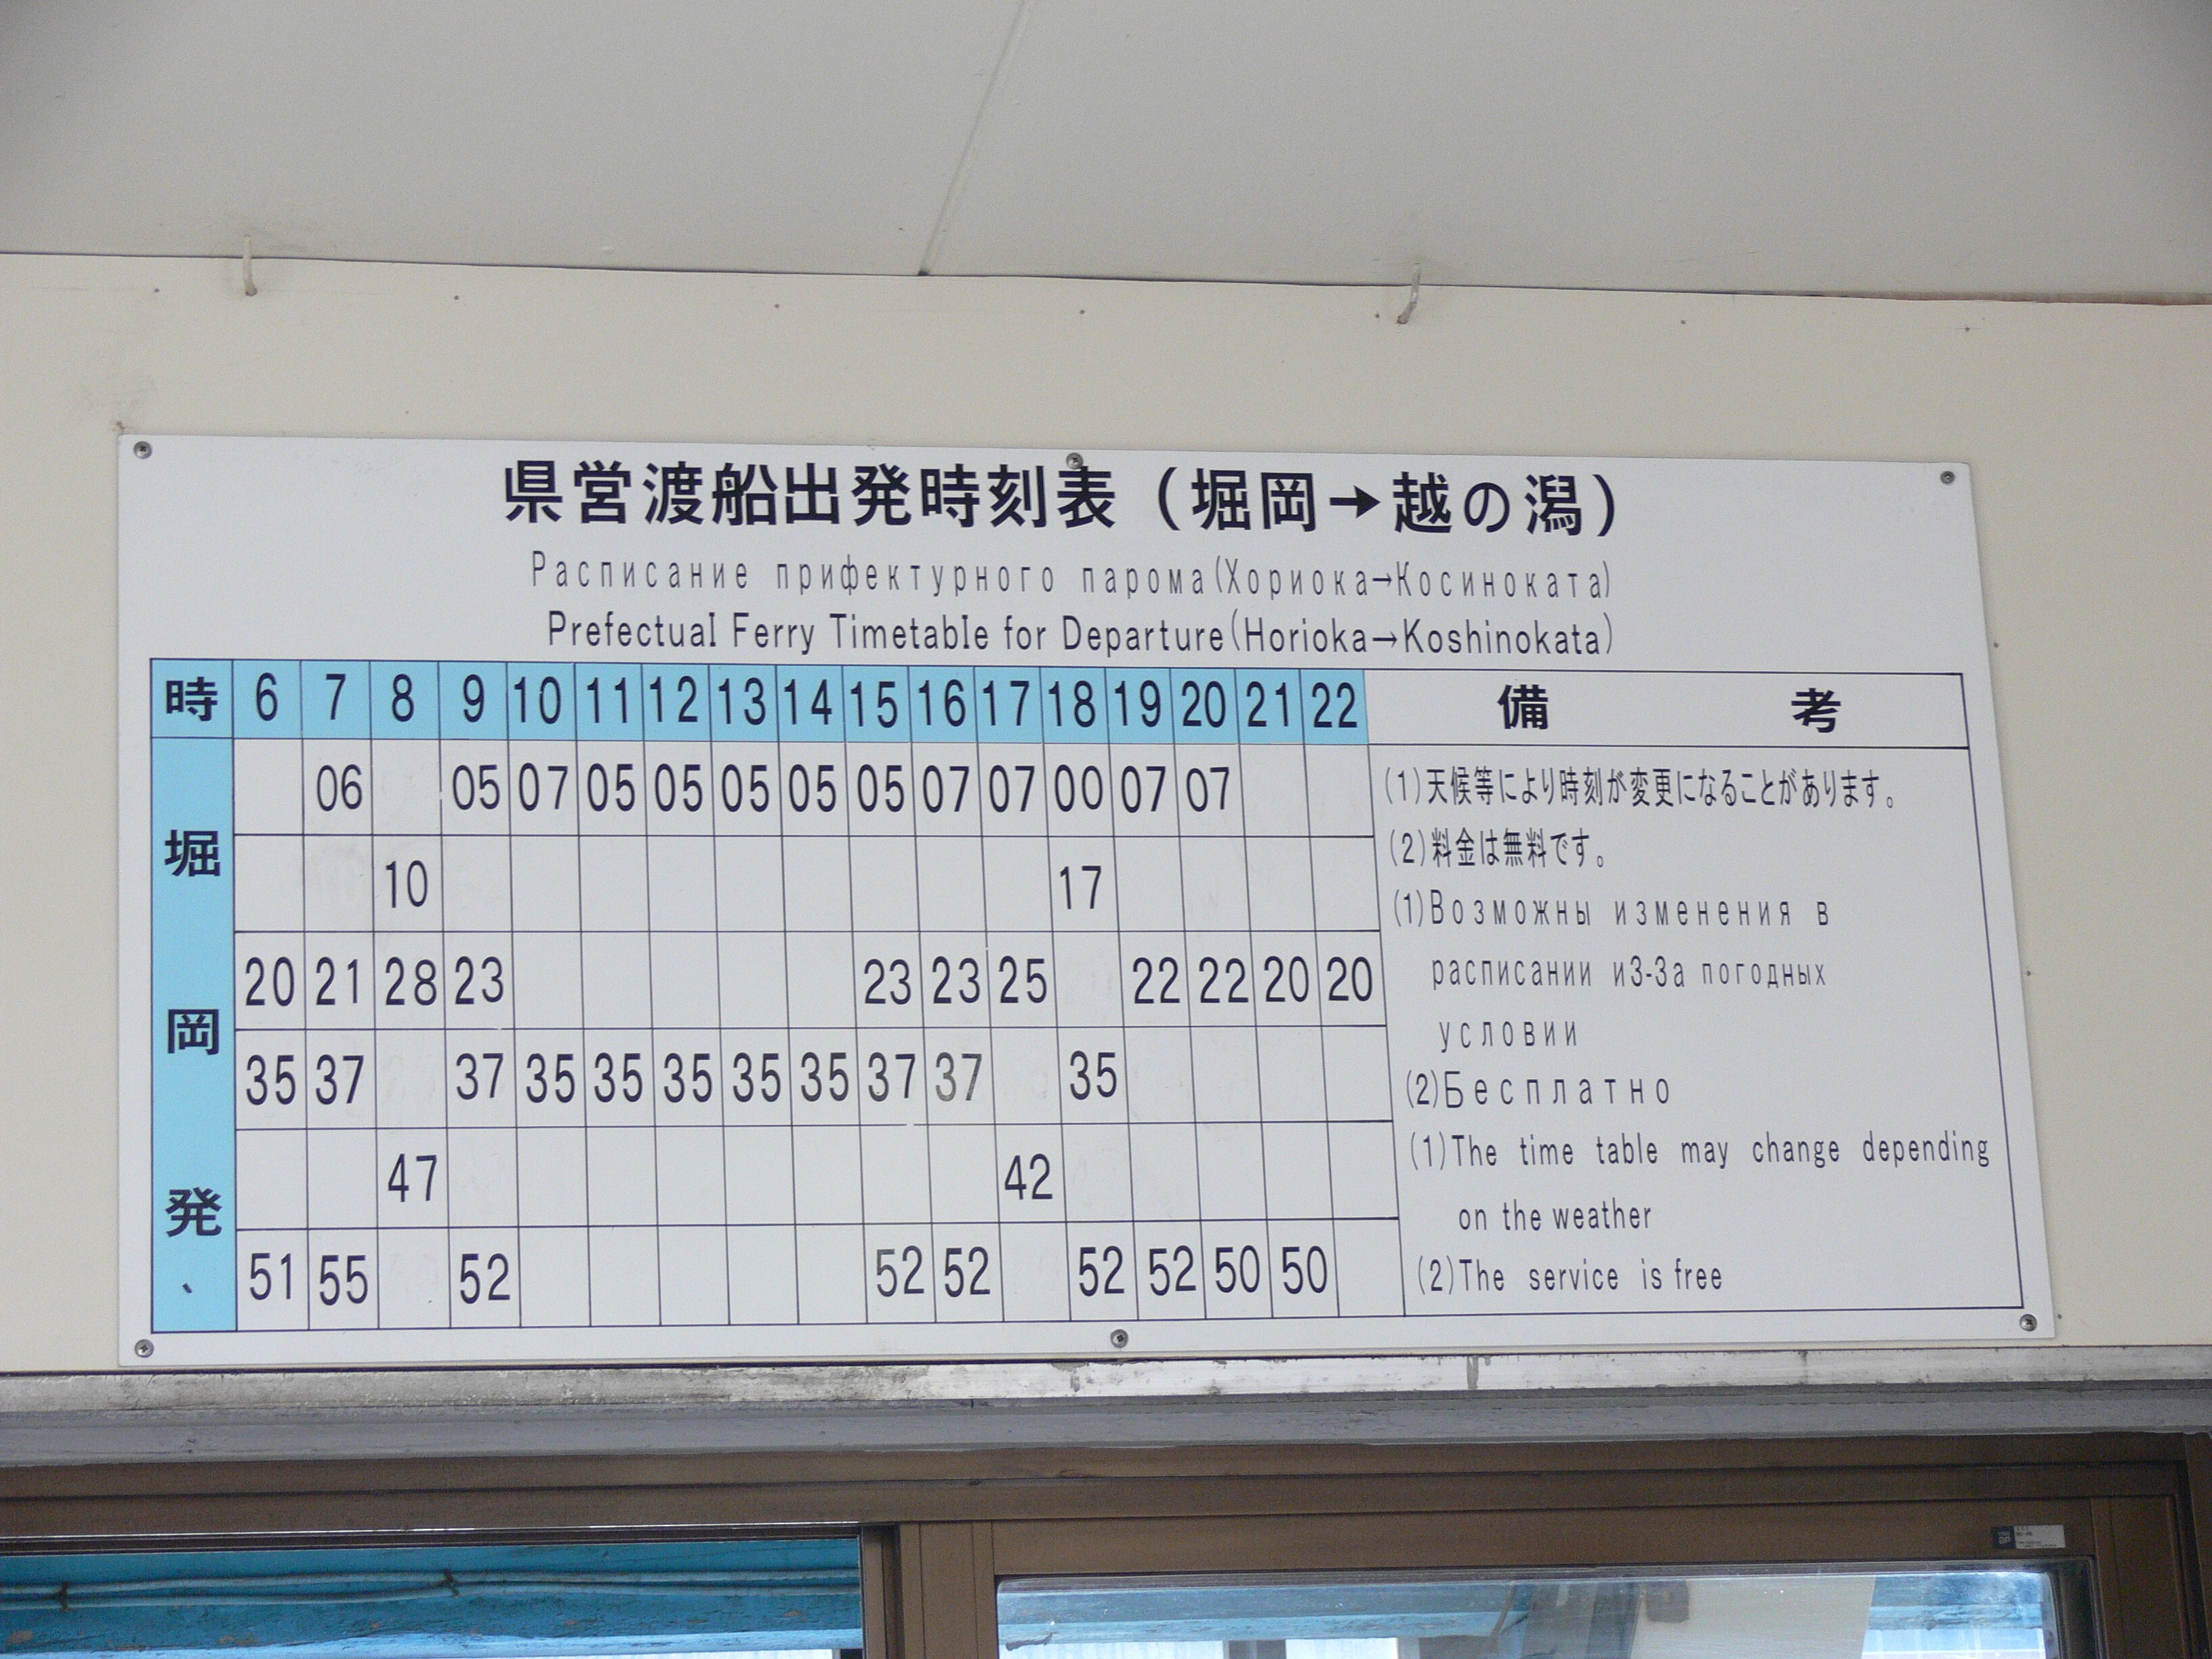 県営渡船出発時刻表（堀岡→越の潟）
Расписание прифектурного парома(Хориока→Косиноката)
Prefectual Ferry Timetable for Departure(Horioka→Koshinokata)
時 6 7 8 9 10 11 12 13 14 15 16 17 18 19 20 21 22 備考
堀岡発
06 05 07 05 05 05 05 05 07 07 00 07 07
10 17
20 21 28 23 23 23 25 22 22 20 20
35 37 37 35 35 35 35 35 37 37 35
47 42
51 55 52 52 52 52 52 50 50
(1)天候等により時刻が変更になることがあります。
(2)料金は無料です。
(1)Возможны изменения в
расписании из-за погодных
условии
(2)Бесплатно
(1)The time table may change depending
on the weather
(2)The service is free